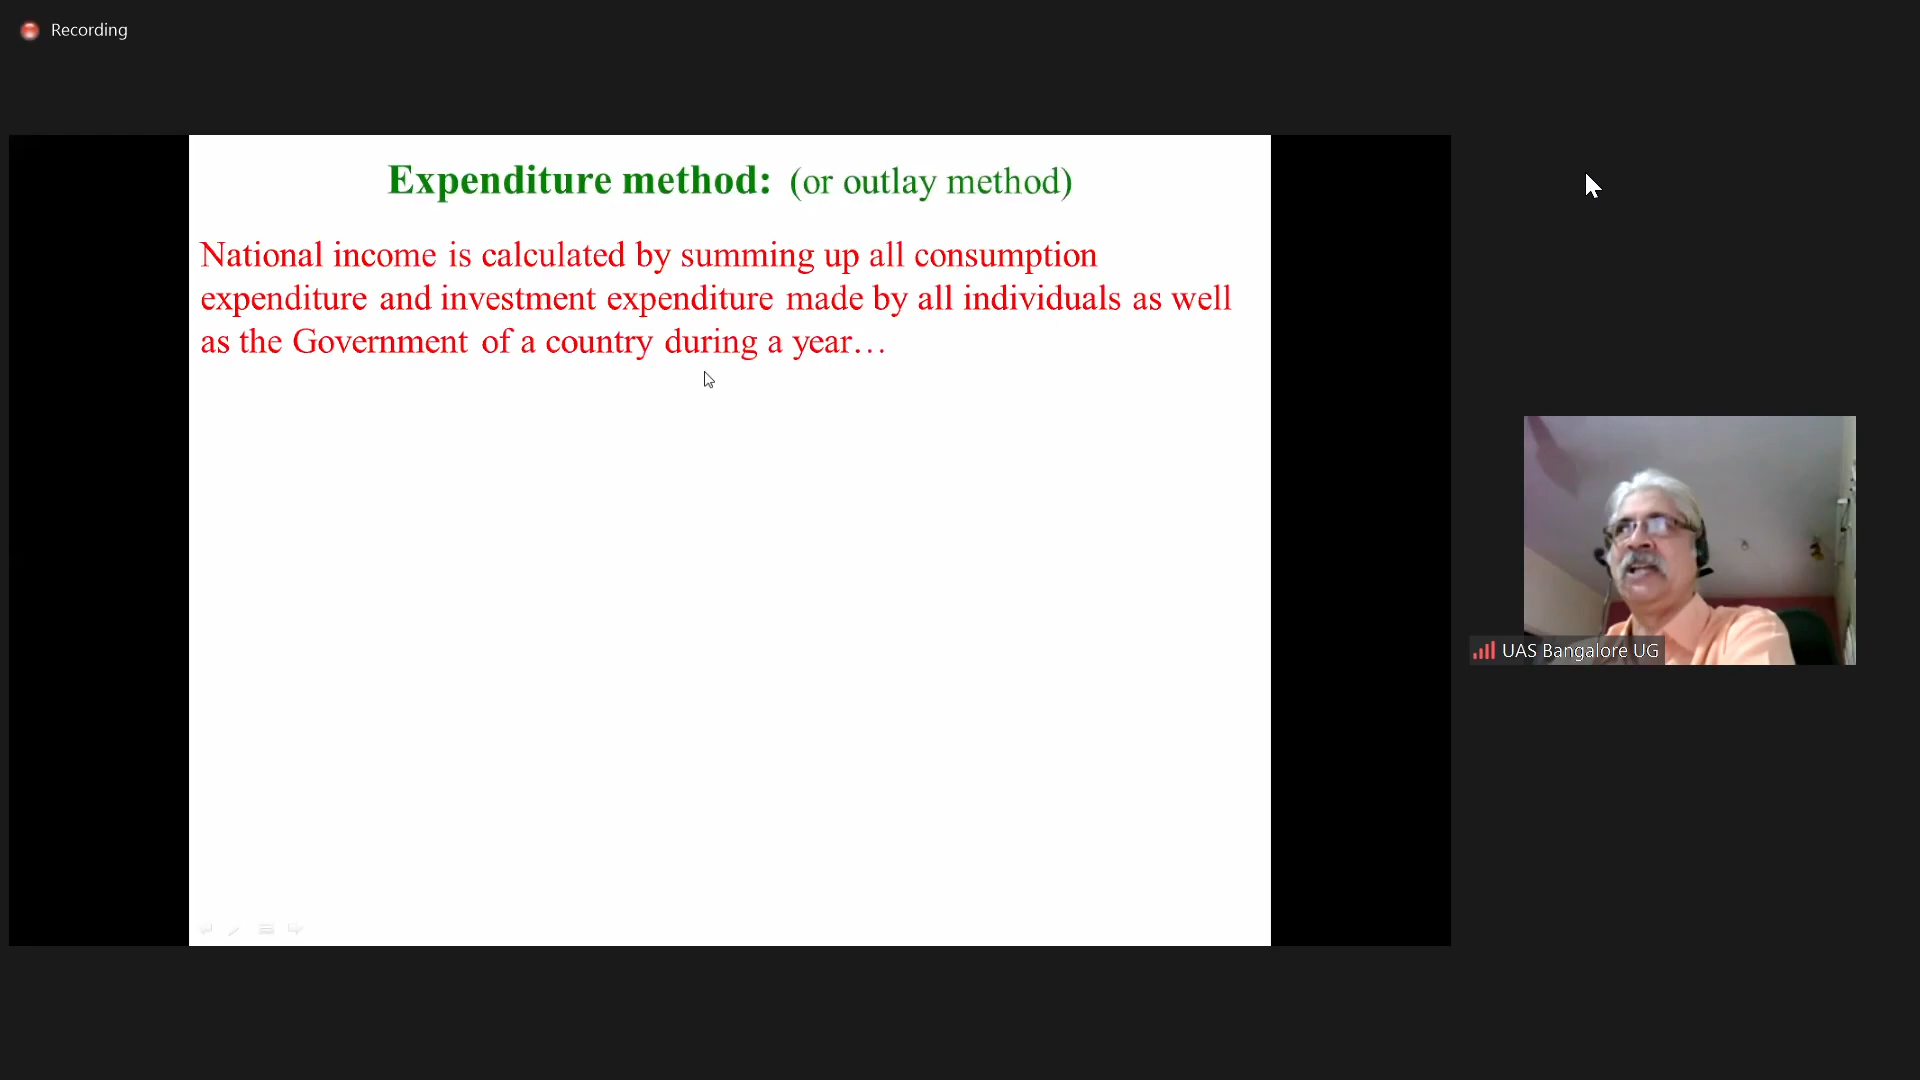 Recording
Expenditure method: (or outlay method)
National income is calculated by summing up all consumption
expenditure and investment expenditure made by all individuals as well
as the Government of a country during a year…
UAS Bangalore UG